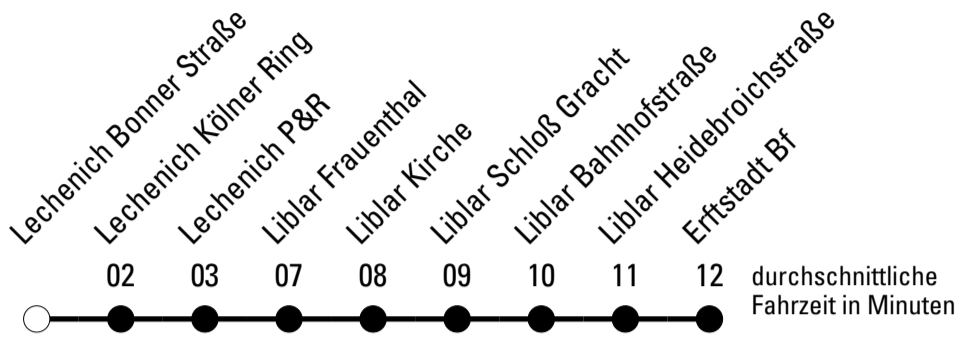 Lechenich Bonner Straße
Lechenich Kölner Ring
Lechenich P&R
Liblar Frauenthal
Liblar Kirche
Liblar Schloß Gracht
Liblar Bahnhofstraße
Liblar Heidebroichstraße
Erftstadt Bf
02 03 07 08 09 10 11 12
durchschnittliche
Fahrzeit in Minuten